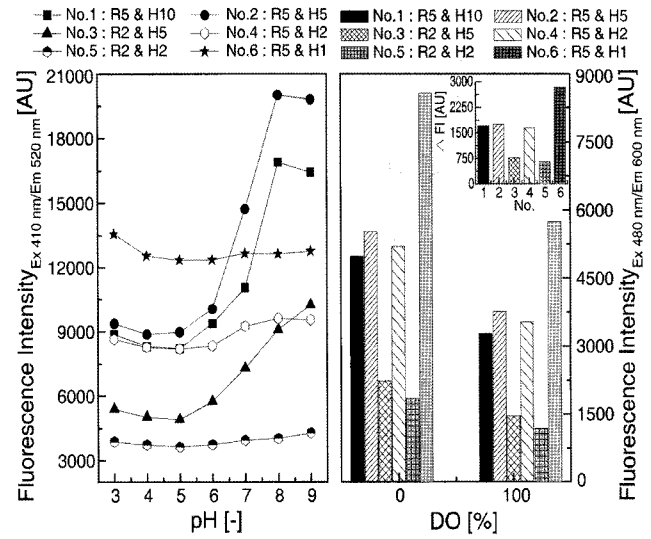 No.1 : R5 & H10 No.2 : R5 & H5
No.3 : R2 & H5 No.4 : R5 & H2
No.5 : R2 & H2 No.6 : R5 & H1
No.1 : R5 & H10 No.2 : R5 & H5
No.3 : R2 & H5 No.4 : R5 & H2
No.5 : R2 & H2 No.6 : R5 & H1
Fluorescence Intensity Ex 410 nm/Em 520 nm [AU]
21000
18000
15000
12000
9000
6000
3000
3 4 5 6 7 8 9
pH [-]
△ FI [AU]
3000
2250
1500
750
0
1 2 3 4 5 6
No.
9000
7500
6000
4500
3000
1500
0
Fluorescence Intensity Ex 480 nm/Em 600 nm [AU]
0 100
DO [%]